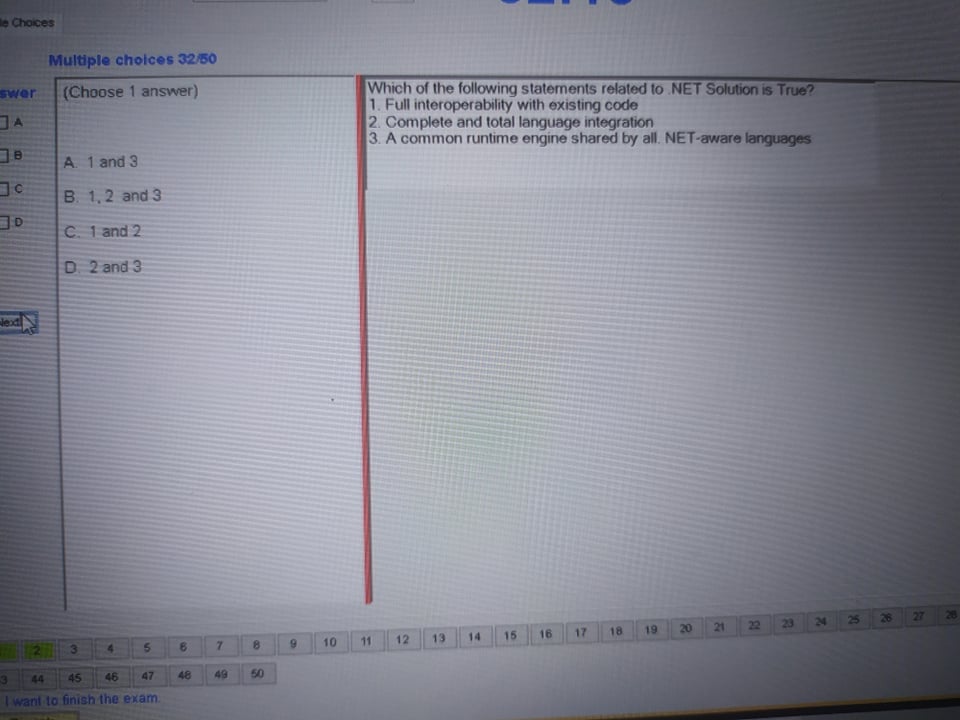 le Choices
Multiple choices 32/50
swer
(Choose 1 answer)
A
B
C
D
A. 1 and 3
B. 1, 2 and 3
C. 1 and 2
D. 2 and 3
Next
Which of the following statements related to .NET Solution is True?
1. Full interoperability with existing code
2. Complete and total language integration
3. A common runtime engine shared by all. NET-aware languages
2 3 4 5 6 7 8 9 10 11 12 13 14 15 16 17 18 19 20 21 22 23 24 25 26 27 28
3 44 45 46 47 48 49 50
I want to finish the exam.